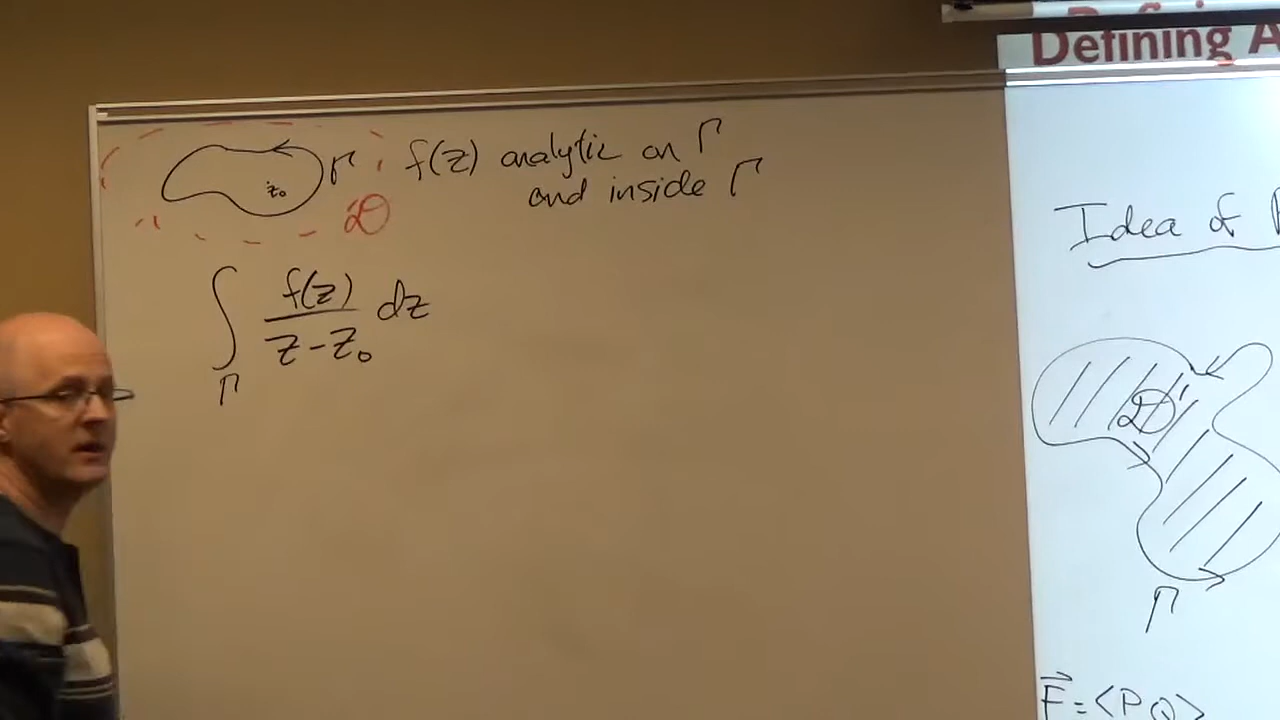 Defining
f(z) analytic on Γ
and inside Γ
z₀
Γ
D
∫ f(z)/(z-z₀) dz
Γ
Idea of
D'
Γ
F⃗ = <P Q>